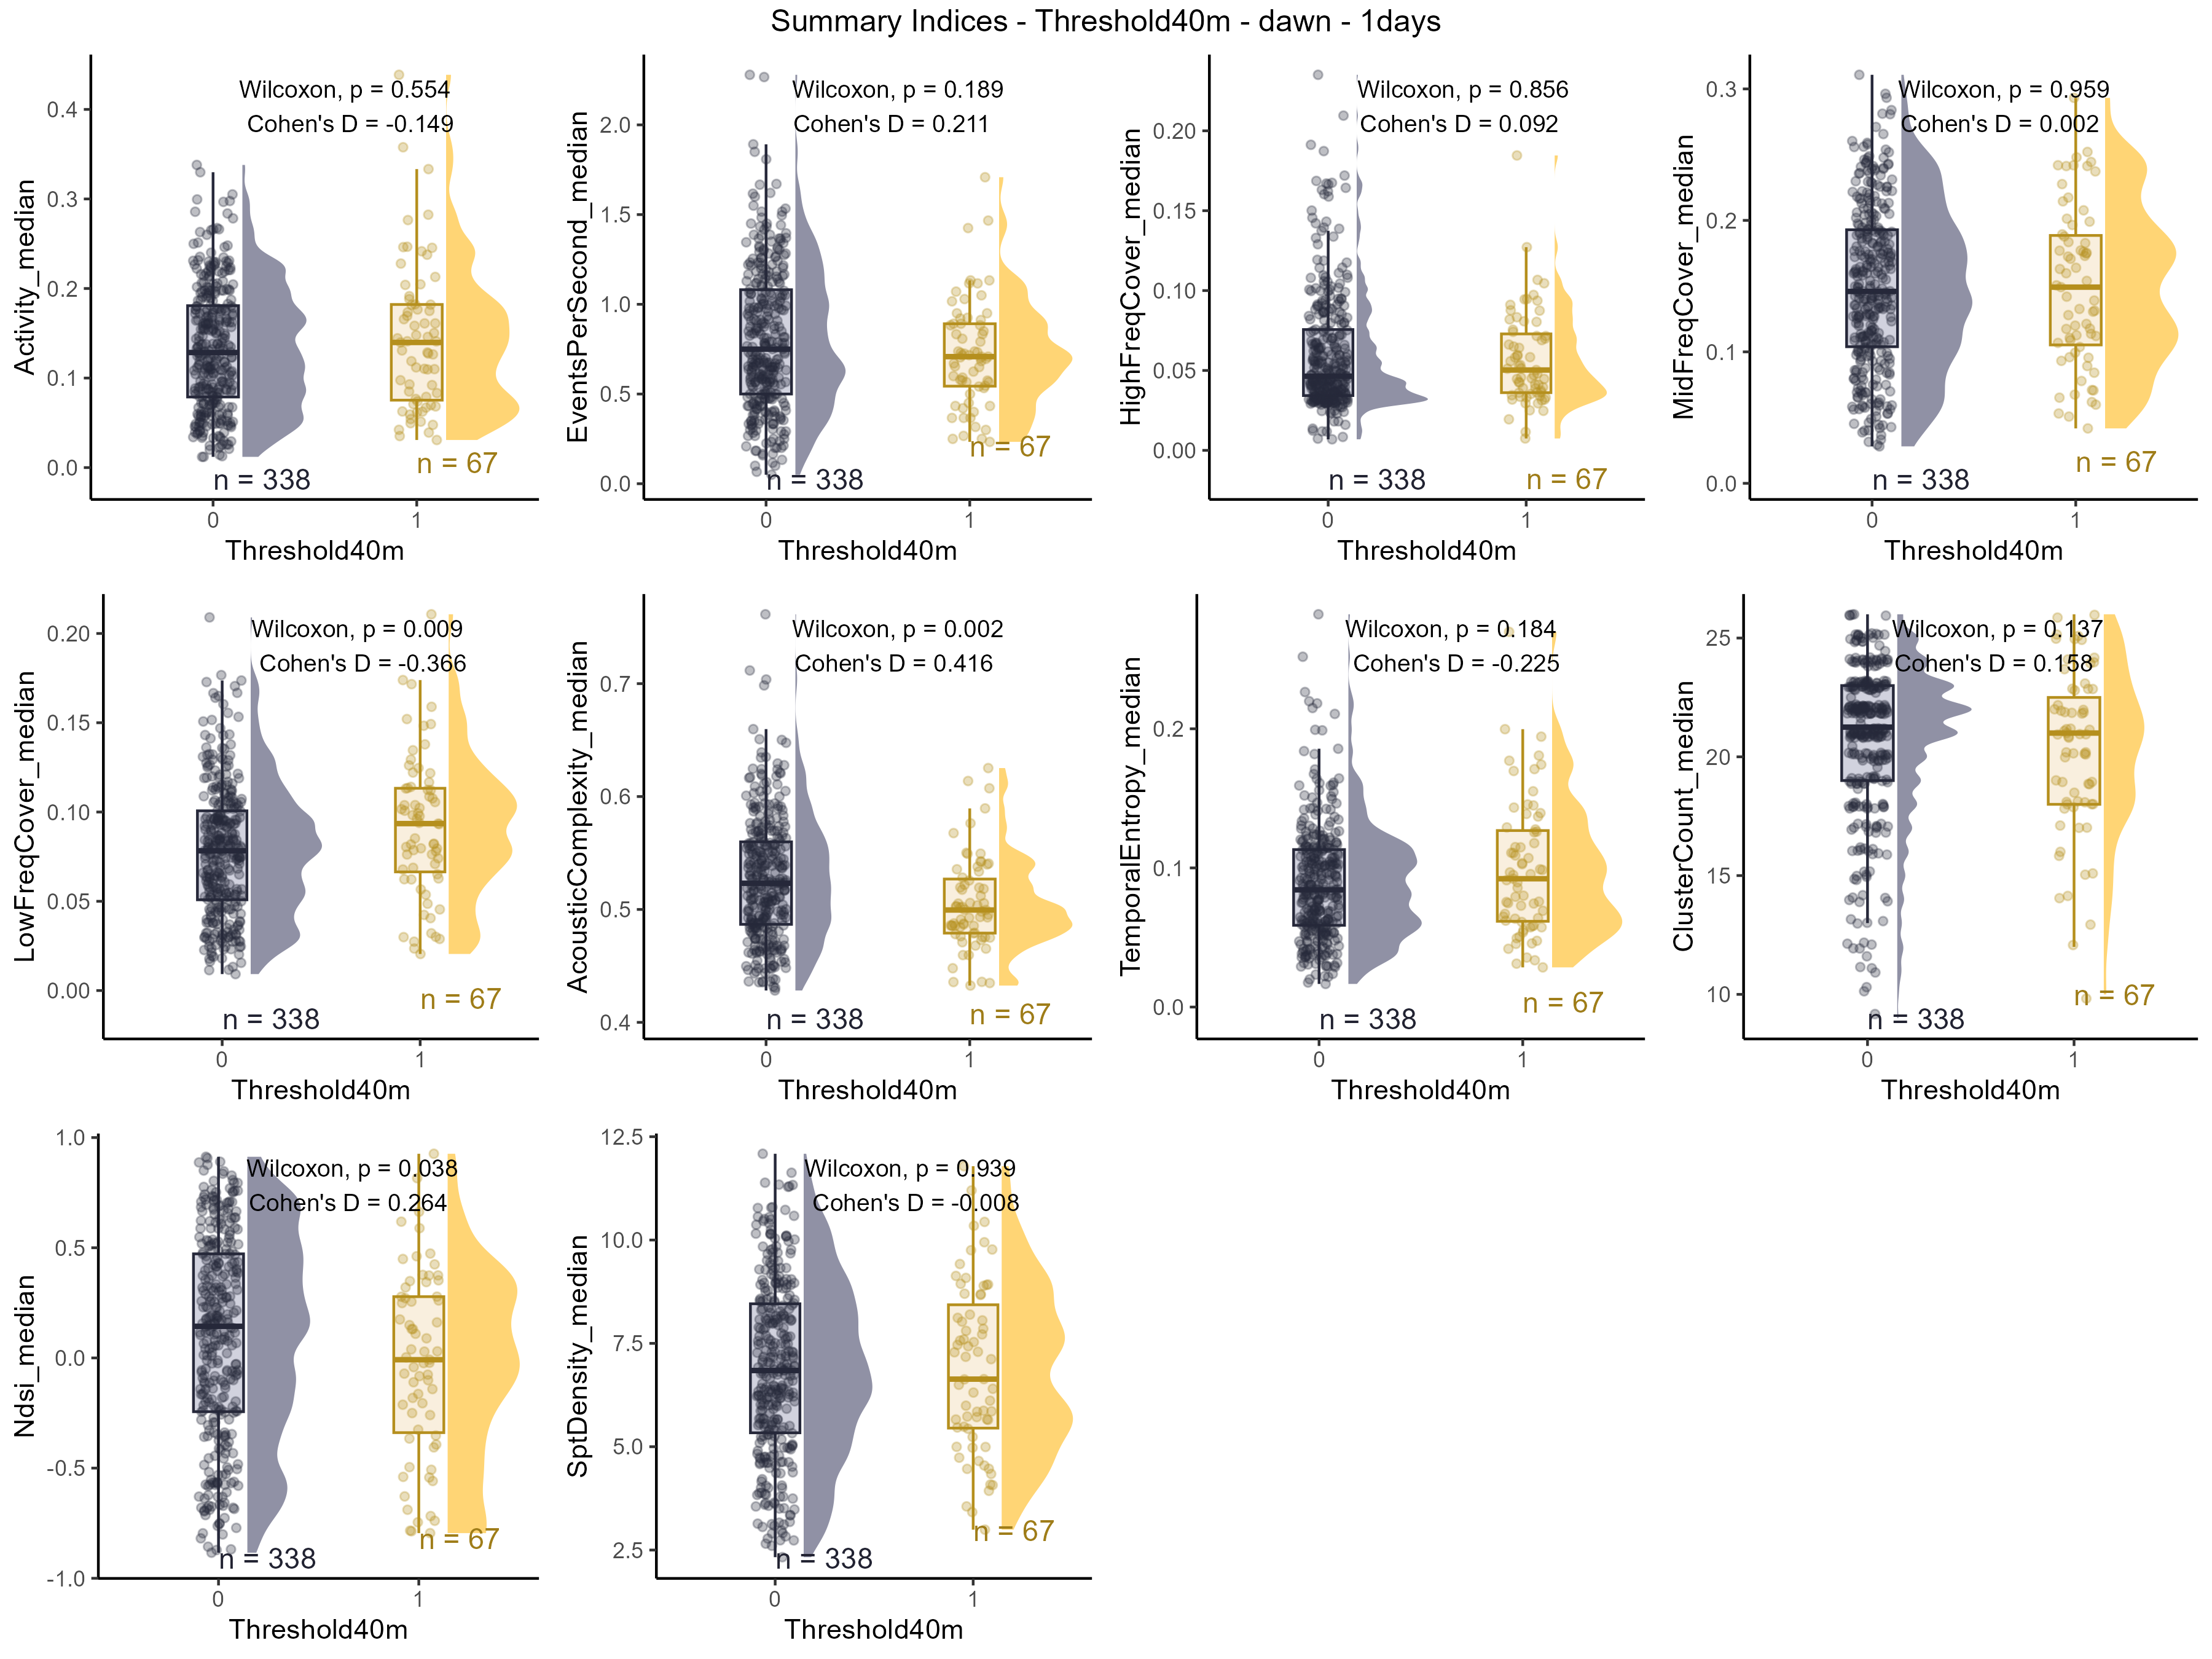 Summary Indices - Threshold40m - dawn - 1days
Activity_median
0.4
0.3
0.2
0.1
0.0
Wilcoxon, p = 0.554
Cohen's D = -0.149
n = 338
n = 67
0
1
Threshold40m
EventsPerSecond_median
2.0
1.5
1.0
0.5
0.0
Wilcoxon, p = 0.189
Cohen's D = 0.211
n = 338
n = 67
0
1
Threshold40m
HighFreqCover_median
0.20
0.15
0.10
0.05
0.00
Wilcoxon, p = 0.856
Cohen's D = 0.092
n = 338
n = 67
0
1
Threshold40m
MidFreqCover_median
0.3
0.2
0.1
0.0
Wilcoxon, p = 0.959
Cohen's D = 0.002
n = 338
n = 67
0
1
Threshold40m
LowFreqCover_median
0.20
0.15
0.10
0.05
0.00
Wilcoxon, p = 0.009
Cohen's D = -0.366
n = 338
n = 67
0
1
Threshold40m
AcousticComplexity_median
0.7
0.6
0.5
0.4
Wilcoxon, p = 0.002
Cohen's D = 0.416
n = 338
n = 67
0
1
Threshold40m
TemporalEntropy_median
0.2
0.1
0.0
Wilcoxon, p = 0.184
Cohen's D = -0.225
n = 338
n = 67
0
1
Threshold40m
ClusterCount_median
25
20
15
10
Wilcoxon, p = 0.137
Cohen's D = 0.158
n = 338
n = 67
0
1
Threshold40m
Ndsi_median
1.0
0.5
0.0
-0.5
-1.0
Wilcoxon, p = 0.038
Cohen's D = 0.264
n = 338
n = 67
0
1
Threshold40m
SptDensity_median
12.5
10.0
7.5
5.0
2.5
Wilcoxon, p = 0.939
Cohen's D = -0.008
n = 338
n = 67
0
1
Threshold40m